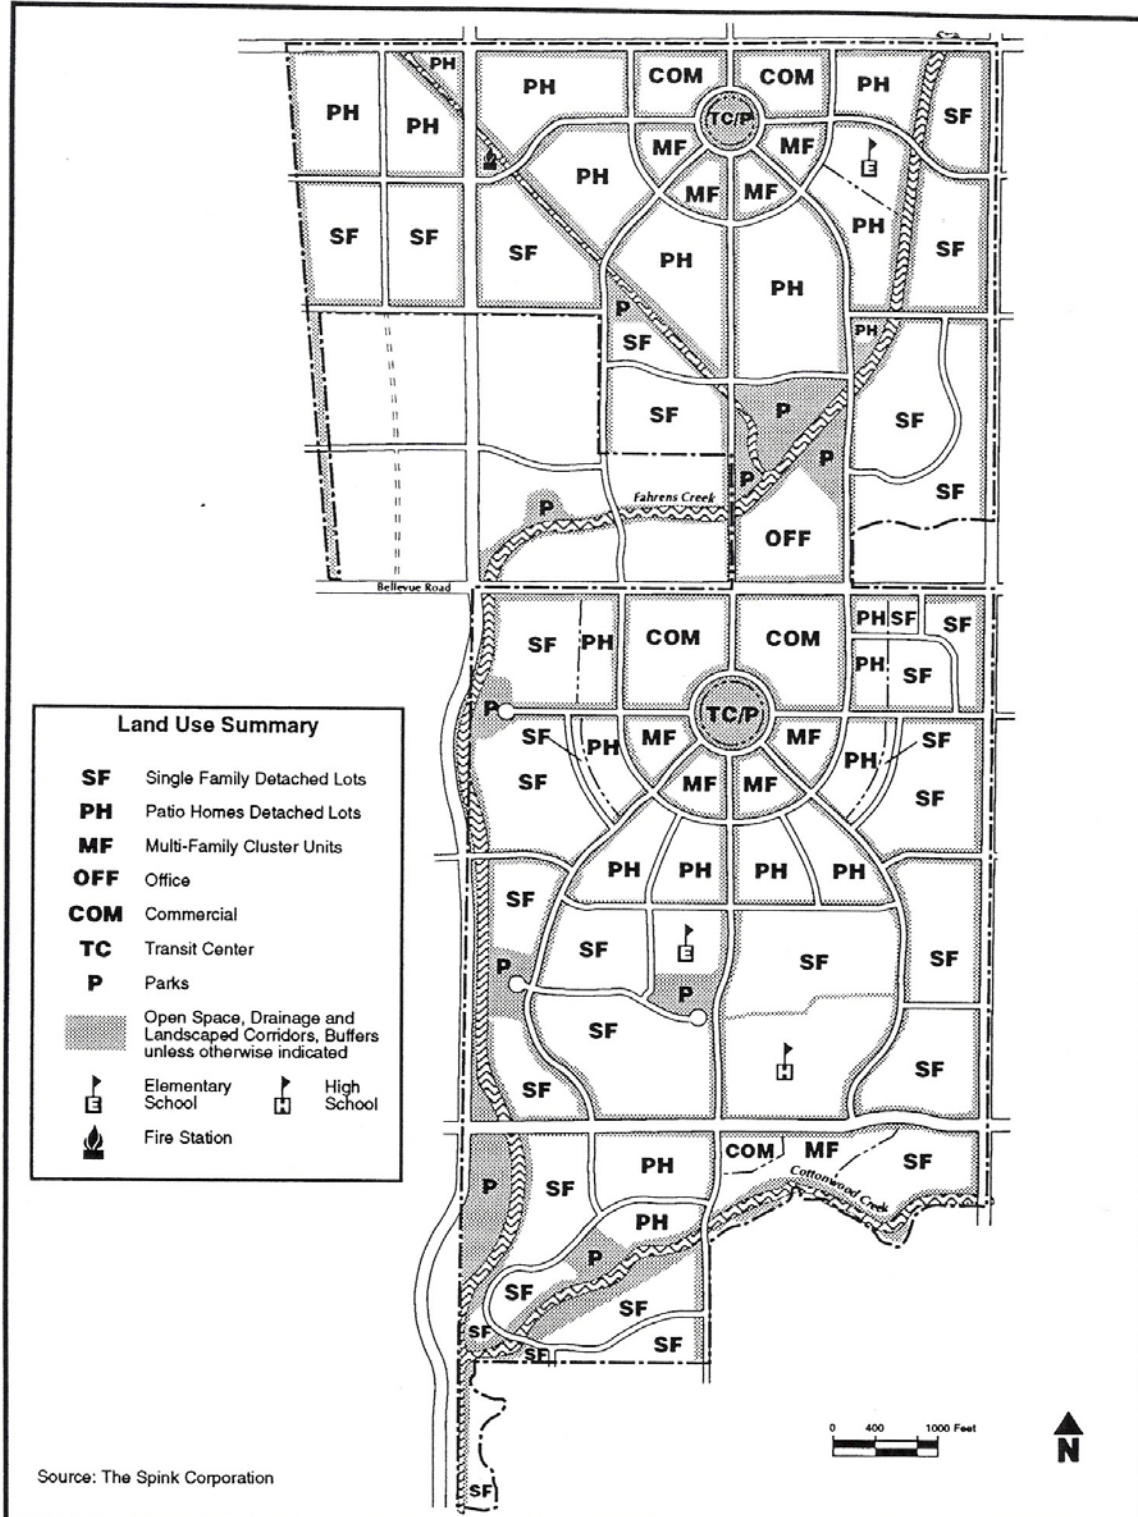 PH
COM
COM
PH
PH
PH
TC/P
SF
PH
PH
MF
MF
E
PH
MF
MF
PH
SF
SF
SF
PH
PH
SF
P
PH
SF
P
SF
SF
P
P
SF
Fahrens Creek
P
OFF
Bellevue Road
SF
PH
COM
COM
PH
SF
SF
PH
SF
P
TC/P
SF
PH
MF
MF
PH
SF
SF
MF
MF
SF
PH
PH
PH
PH
SF
SF
E
SF
SF
P
P
SF
H
SF
SF
COM
MF
SF
PH
Cottonwood Creek
P
SF
PH
P
SF
SF
SF
SF
SF
SF
Land Use Summary
SF Single Family Detached Lots
PH Patio Homes Detached Lots
MF Multi-Family Cluster Units
OFF Office
COM Commercial
TC Transit Center
P Parks
Open Space, Drainage and
Landscaped Corridors, Buffers
unless otherwise indicated
E Elementary School
H High School
Fire Station
0 400 1000 Feet
N
Source: The Spink Corporation